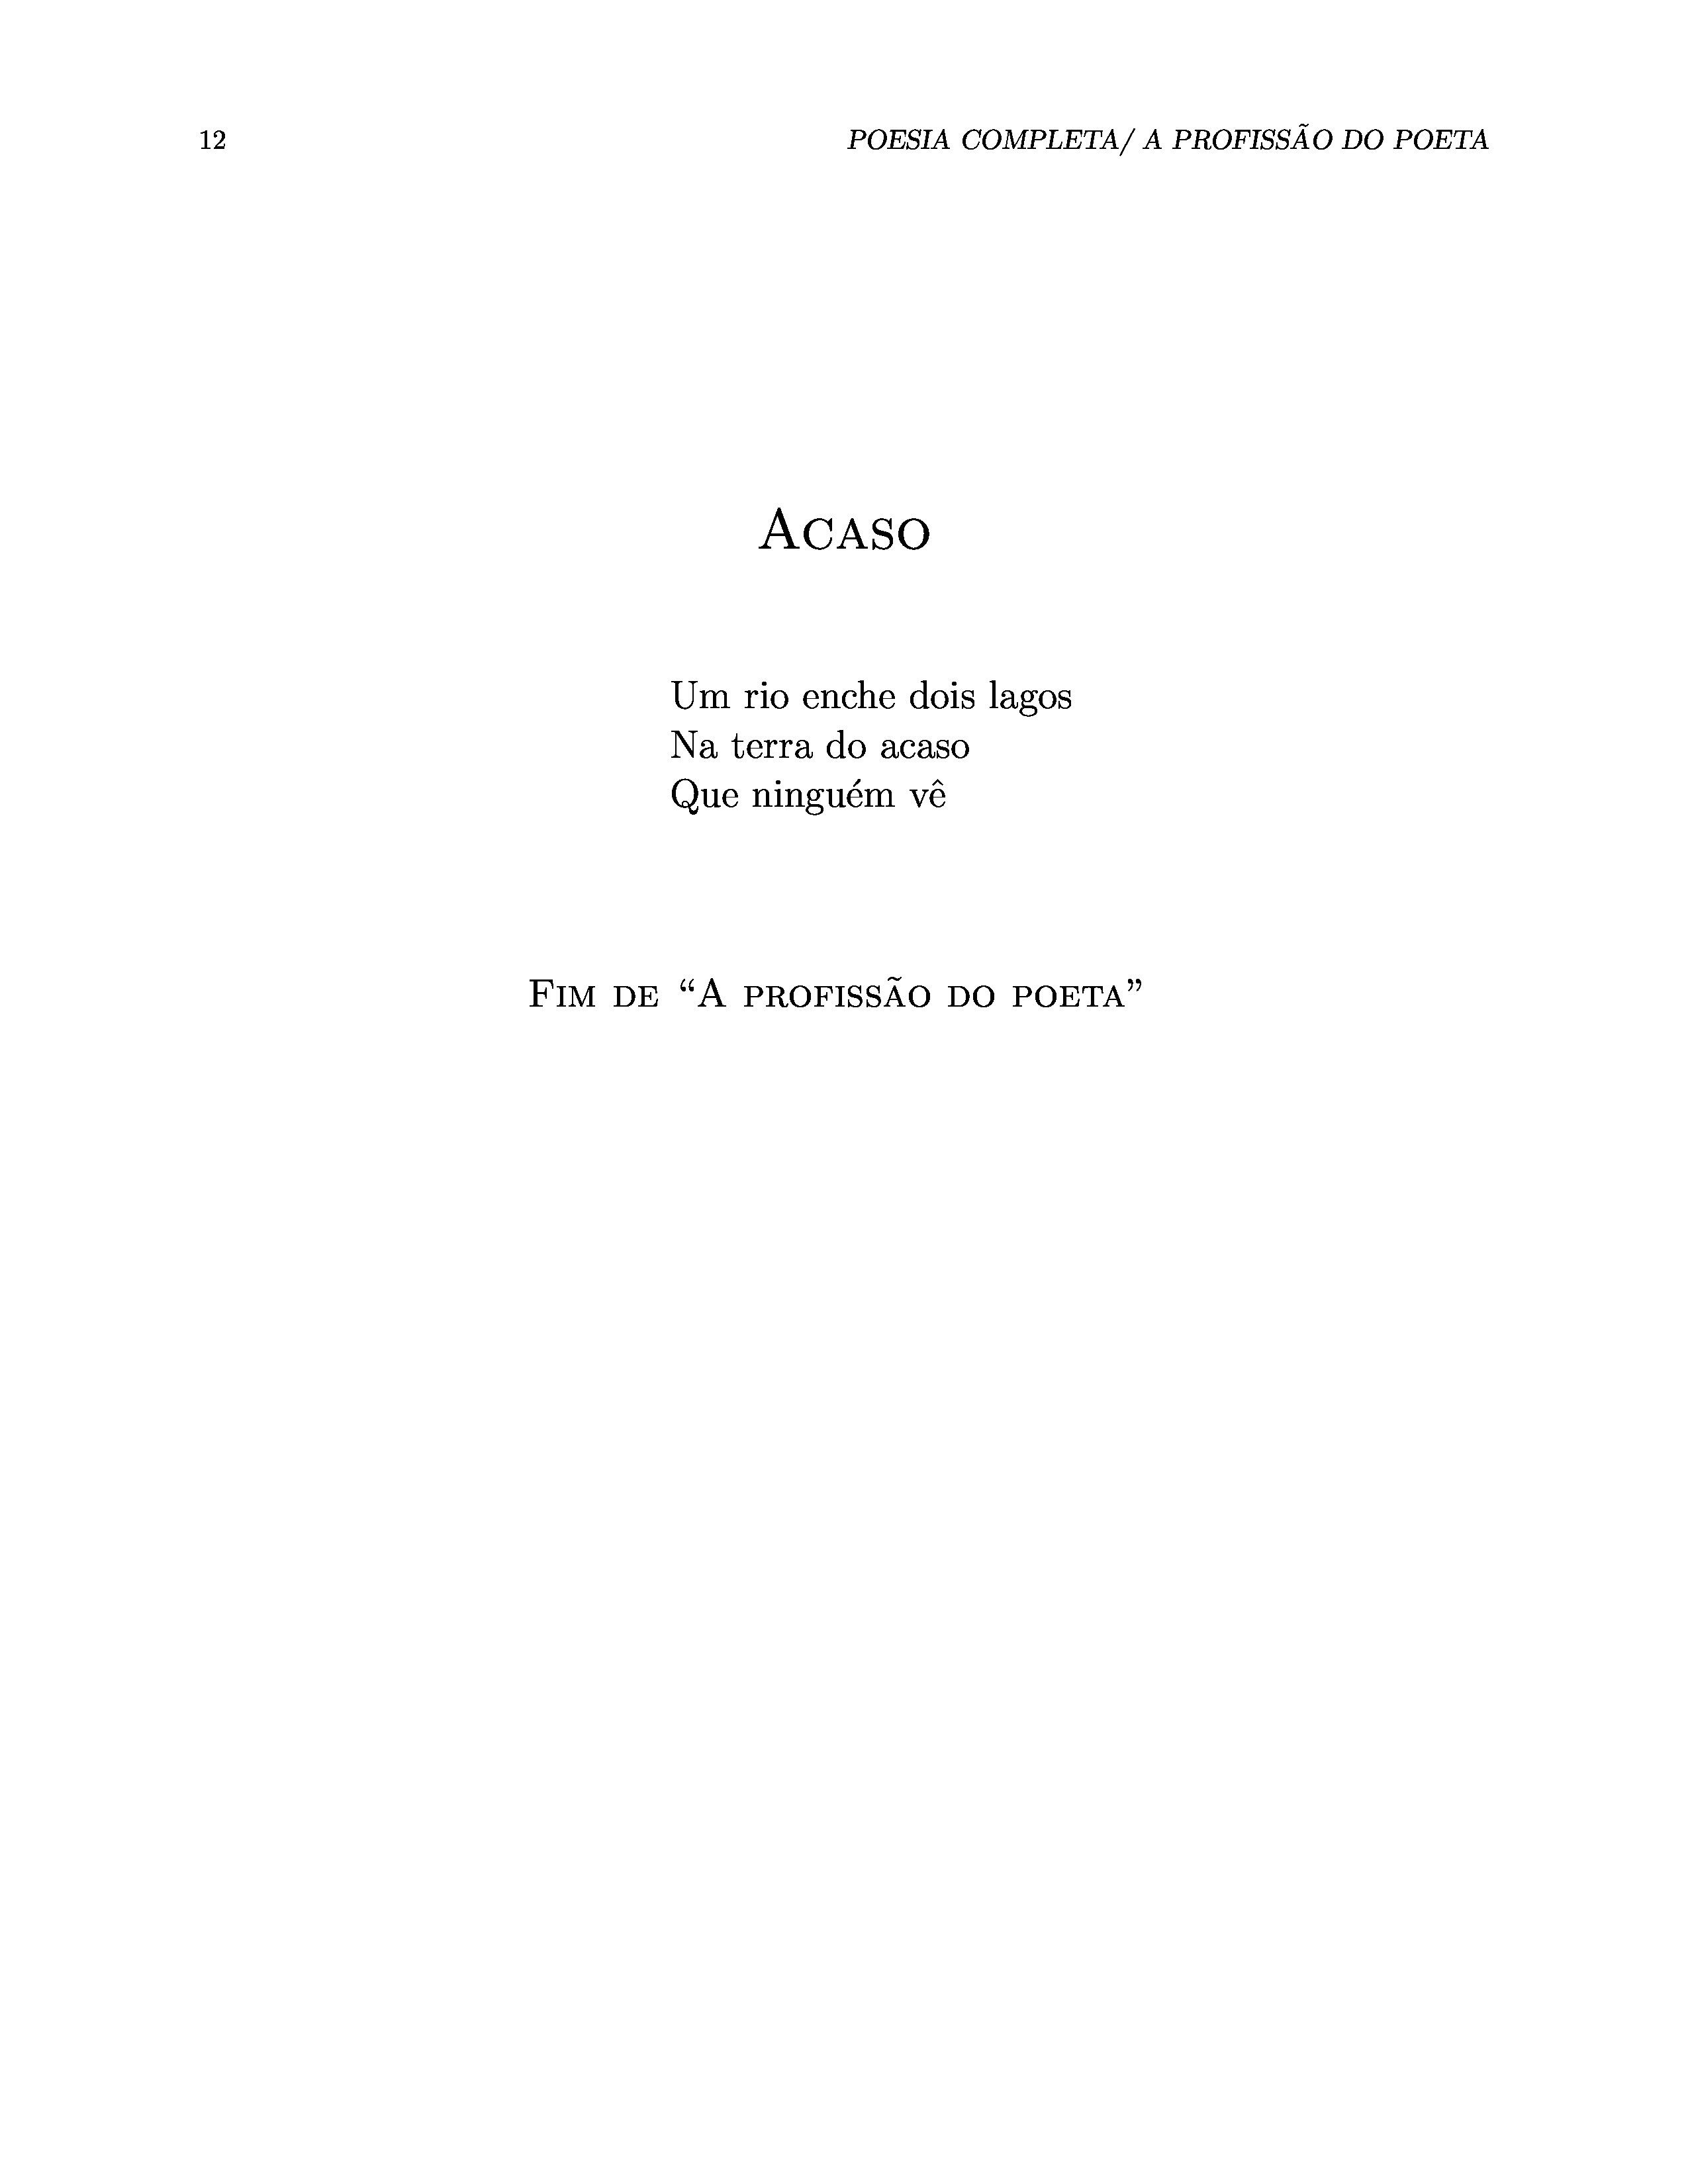 12 POESIA COMPLETA/ A PROFISSÃO DO POETA
ACASO
Um rio enche dois lagos
Na terra do acaso
Que ninguém vê
FIM DE “A PROFISSÃO DO POETA”